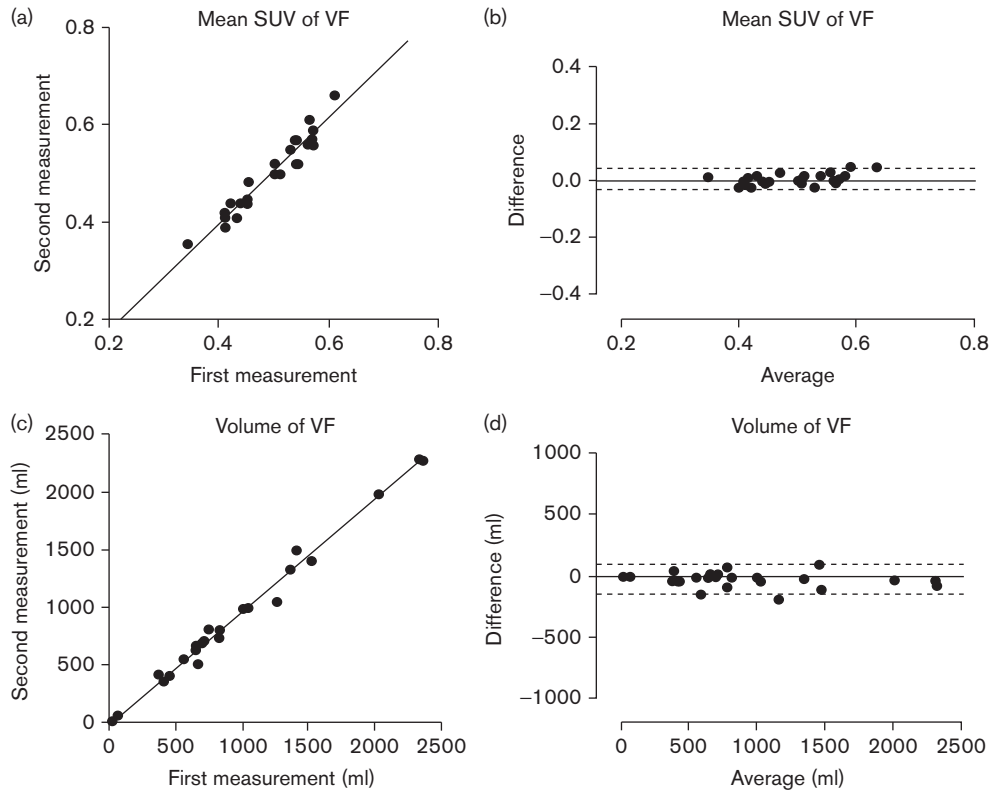 (a)
Mean SUV of VF
0.8
0.6
0.4
0.2
Second measurement
0.2
0.4
0.6
0.8
First measurement
(b)
Mean SUV of VF
0.4
0.2
0.0
−0.2
−0.4
Difference
0.2
0.4
0.6
0.8
Average
(c)
Volume of VF
2500
2000
1500
1000
500
0
Second measurement (ml)
0
500
1000
1500
2000
2500
First measurement (ml)
(d)
Volume of VF
1000
500
0
−500
−1000
Difference (ml)
0
500
1000
1500
2000
2500
Average (ml)